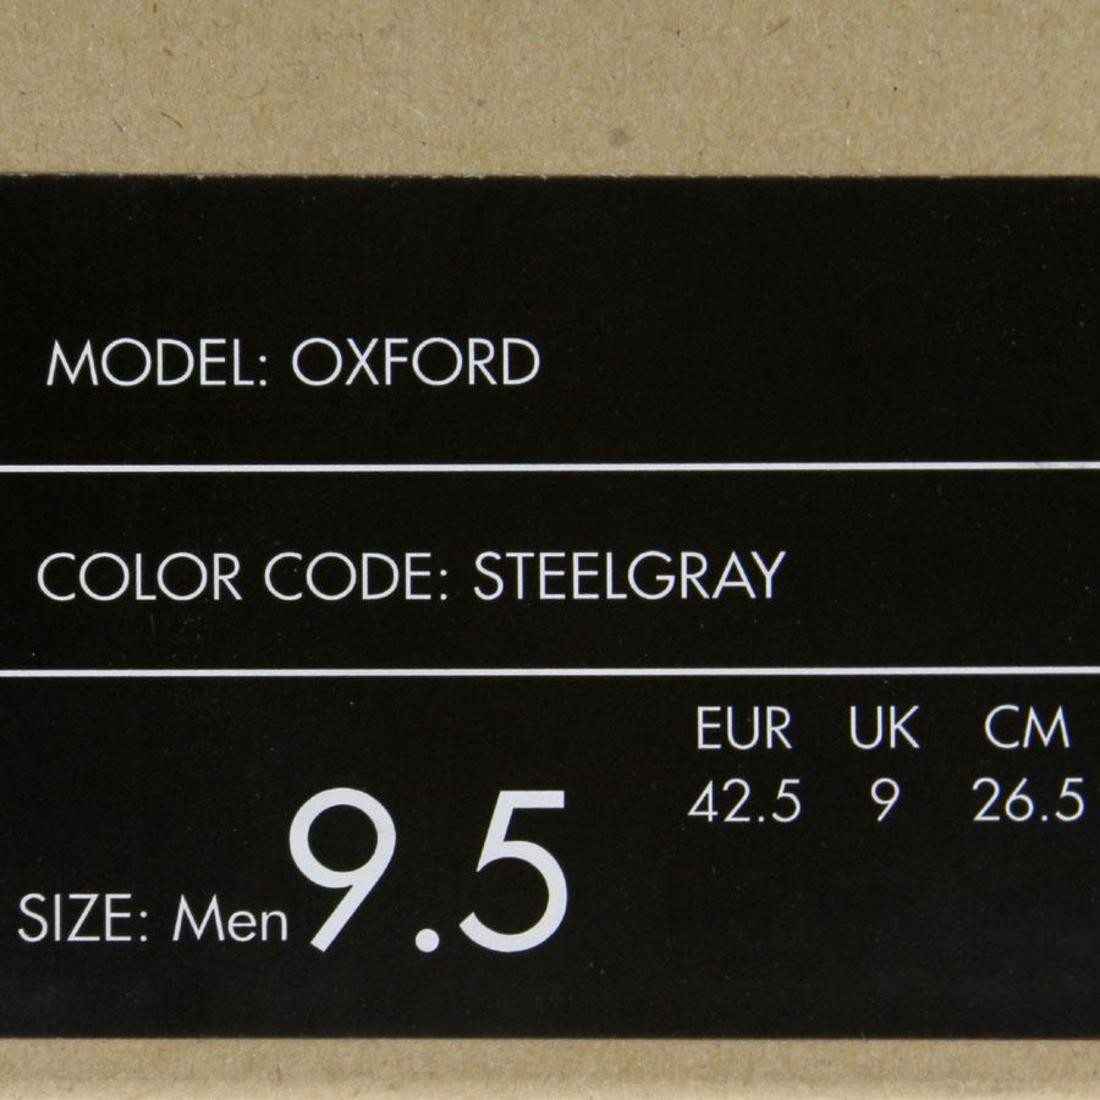 MODEL: OXFORD
COLOR CODE: STEELGRAY
EUR UK CM
42.5 9 26.5
SIZE: Men 9.5